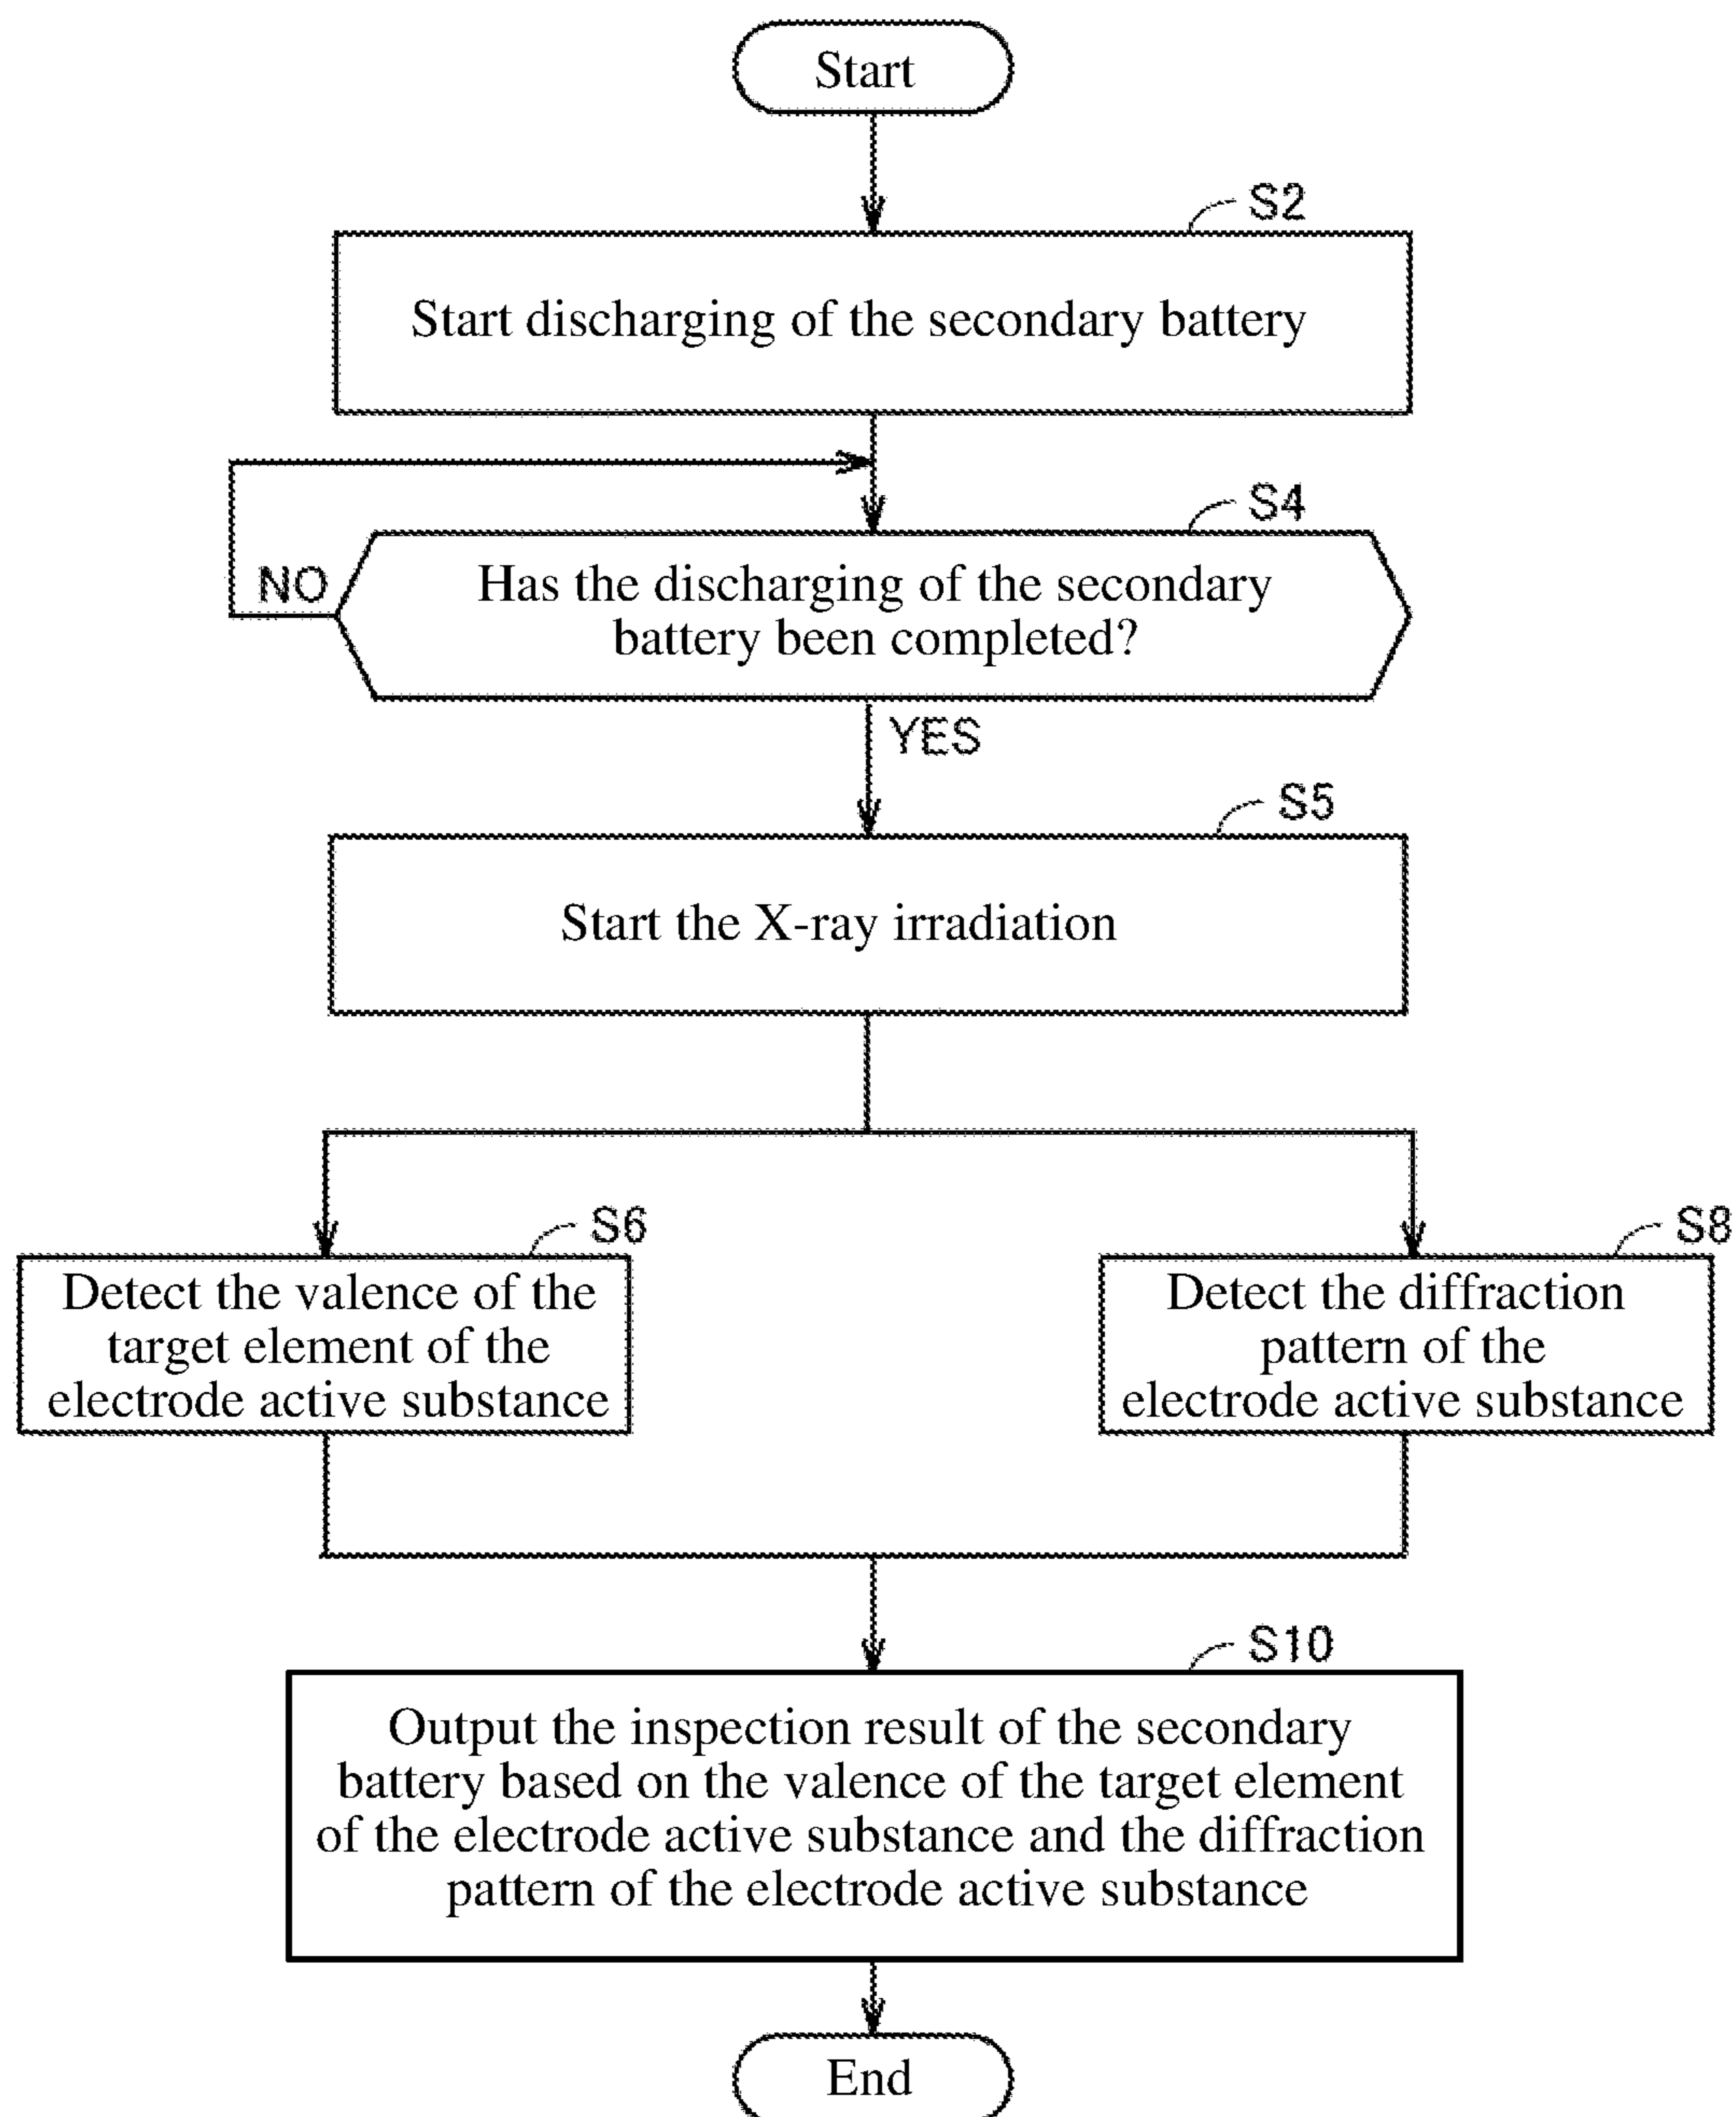 Start
S2
Start discharging of the secondary battery
S4
NO
Has the discharging of the secondary
battery been completed?
YES
S5
Start the X-ray irradiation
S6
Detect the valence of the
target element of the
electrode active substance
S8
Detect the diffraction
pattern of the
electrode active substance
S10
Output the inspection result of the secondary
battery based on the valence of the target element
of the electrode active substance and the diffraction
pattern of the electrode active substance
End